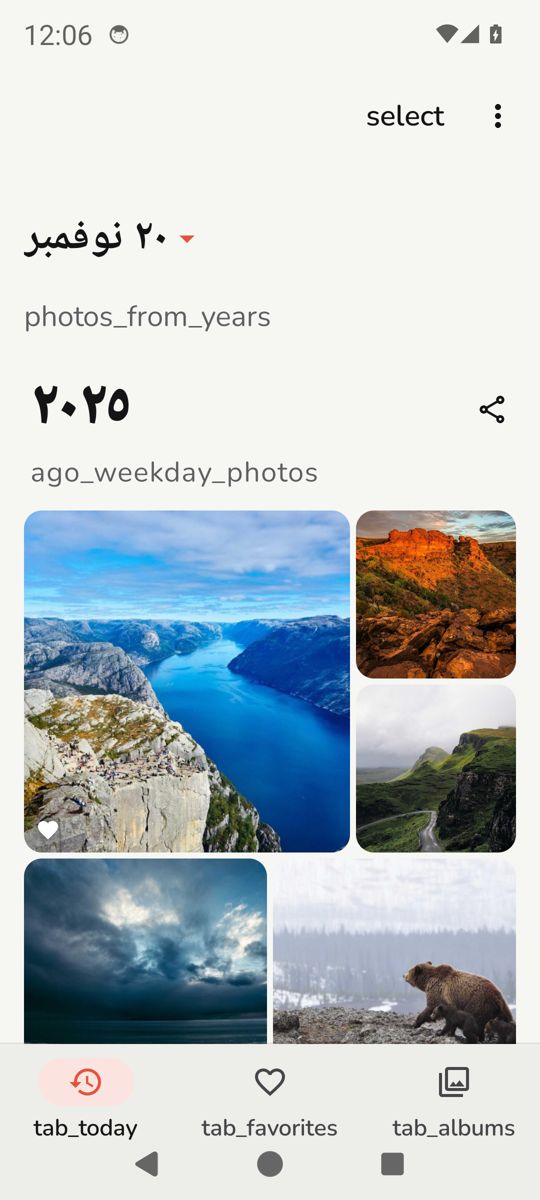 12:06
select
٢٠ نوفمبر
photos_from_years
٢٠٢٥
ago_weekday_photos
tab_today
tab_favorites
tab_albums